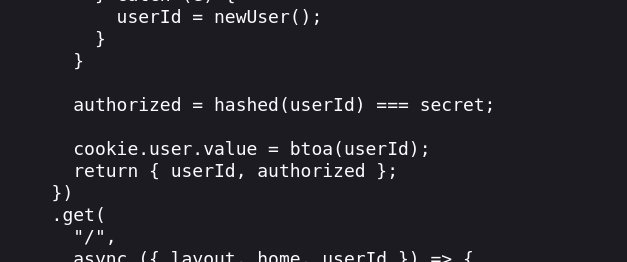 } catch (e) {
userId = newUser();
}
}
authorized = hashed(userId) === secret;
cookie.user.value = btoa(userId);
return { userId, authorized };
})
.get(
"/",
async ({ layout, home, userId }) => {